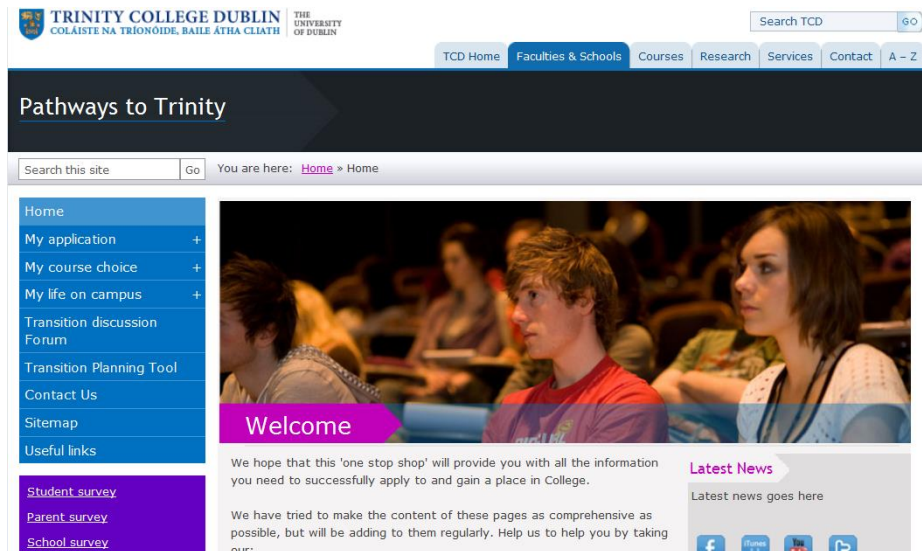 TRINITY COLLEGE DUBLIN
COLÁISTE NA TRÍONÓIDE, BAILE ÁTHA CLIATH
THE
UNIVERSITY
OF DUBLIN
Search TCD GO
TCD Home Faculties & Schools Courses Research Services Contact A – Z
Pathways to Trinity
Search this site Go You are here: Home » Home
Home
My application +
My course choice +
My life on campus +
Transition discussion
Forum
Transition Planning Tool
Contact Us
Sitemap
Useful links
Student survey
Parent survey
School survey
Welcome
We hope that this 'one stop shop' will provide you with all the information
you need to successfully apply to and gain a place in College.
We have tried to make the content of these pages as comprehensive as
possible, but will be adding to them regularly. Help us to help you by taking
our:
Latest News
Latest news goes here
iTunes
You